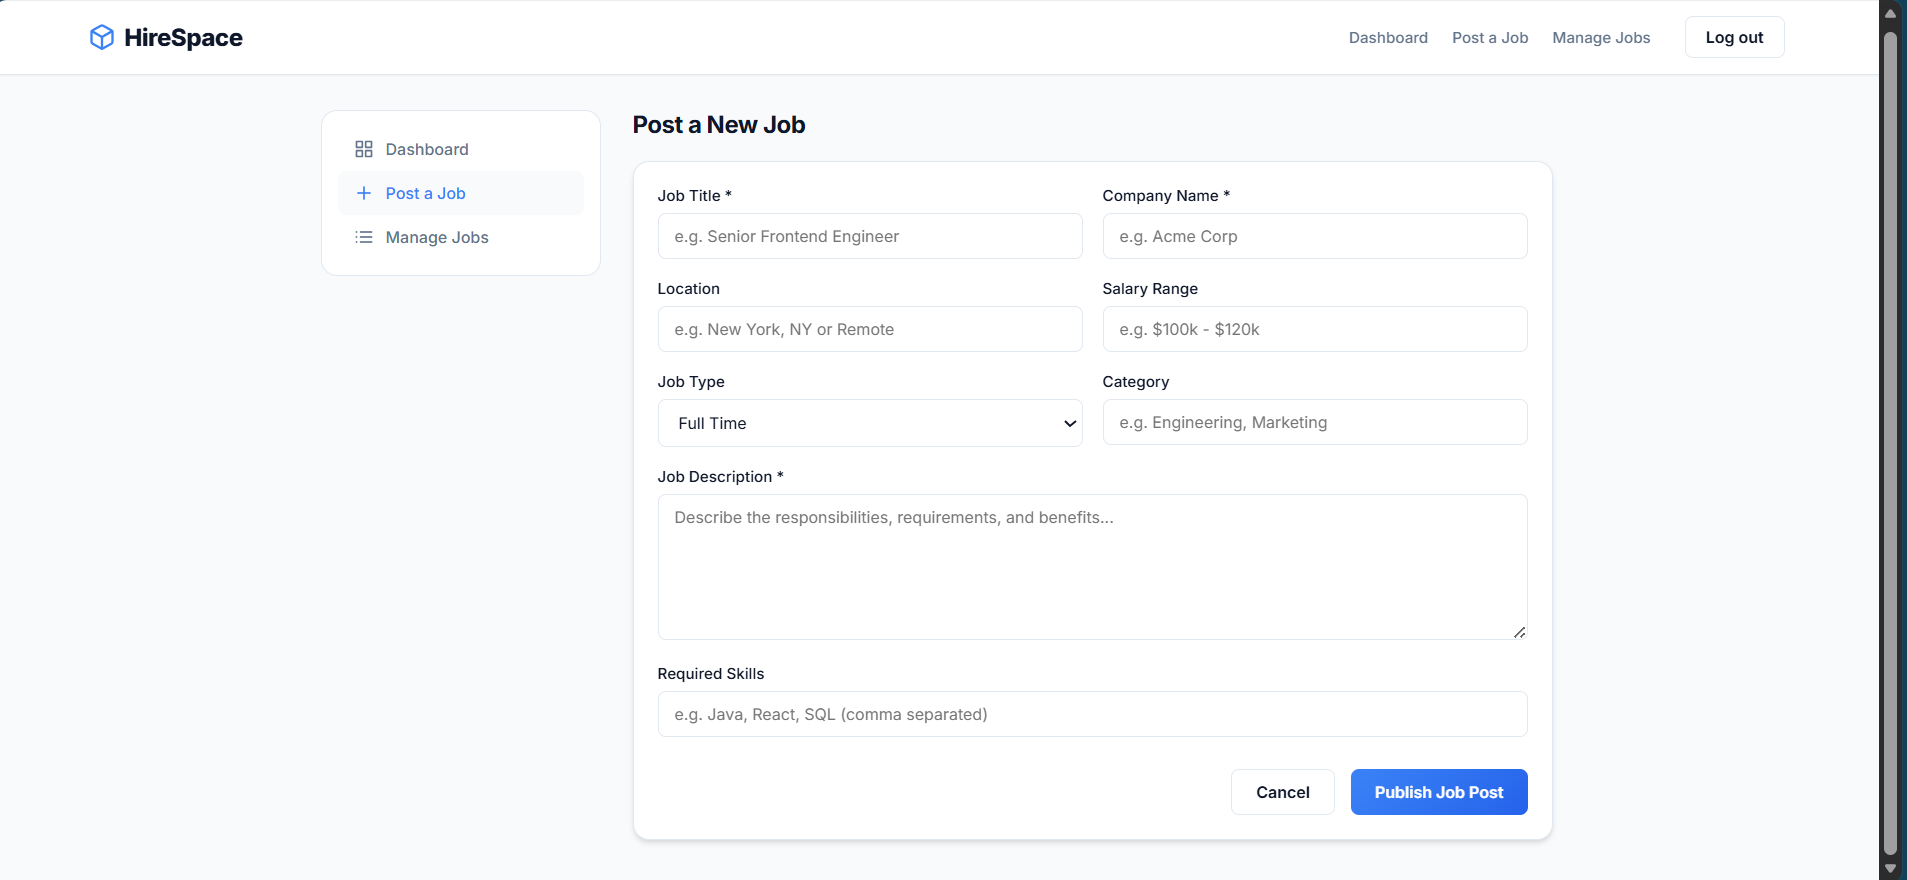 HireSpace
Dashboard Post a Job Manage Jobs Log out
Dashboard
Post a Job
Manage Jobs
Post a New Job
Job Title * Company Name *
e.g. Senior Frontend Engineer e.g. Acme Corp
Location Salary Range
e.g. New York, NY or Remote e.g. $100k - $120k
Job Type Category
Full Time e.g. Engineering, Marketing
Job Description *
Describe the responsibilities, requirements, and benefits...
Required Skills
e.g. Java, React, SQL (comma separated)
Cancel Publish Job Post